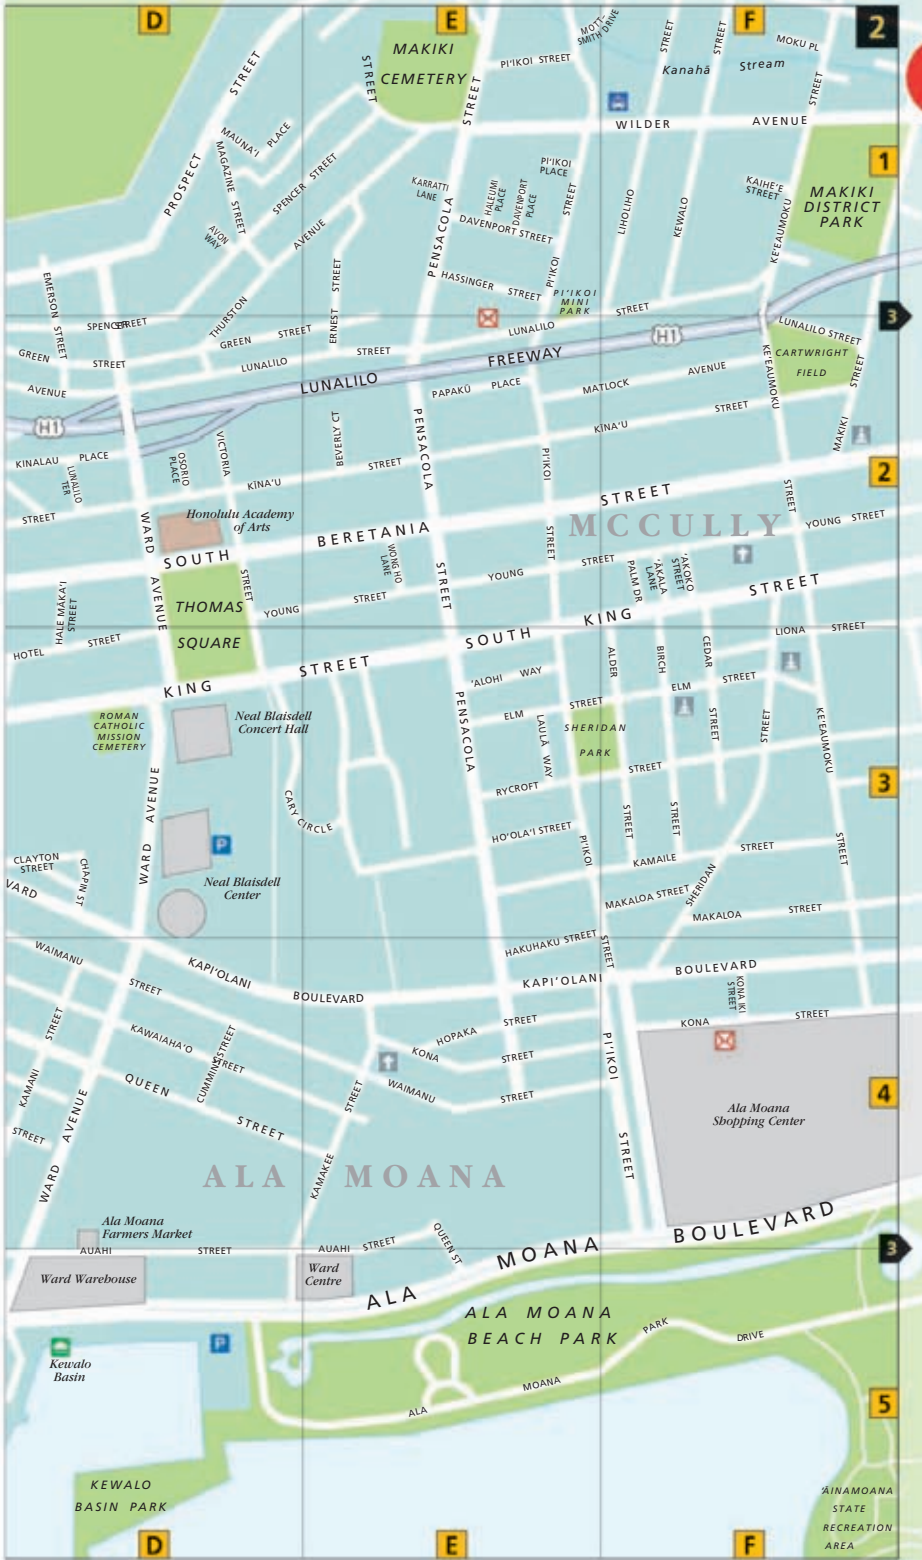 D
E
F
2
MAKIKI
CEMETERY
MOTT-
SMITH DRIVE
STREET
STREET
MOKU PL
PI'IKOI STREET
Kanahā Stream
STREET
STREET
STREET
STREET
WILDER AVENUE
MAUNA'I PLACE
PROSPECT
MAGAZINE STREET
SPENCER STREET
KARRATTI
LANE
PI'IKOI
PLACE
HALEUMI
PLACE
DAVENPORT
PLACE
STREET
DAVENPORT STREET
LIHOLIHO
KEWALO
KAIHE'E
STREET
MAKIKI
DISTRICT
PARK
1
AVON
WAY
AVENUE
PENSACOLA
KE'EAUMOKU
EMERSON STREET
ERNEST STREET
HASSINGER STREET
PI'IKOI
PI'IKOI
MINI
PARK
STREET
3
SPENCER
STREET
THURSTON
GREEN STREET
LUNALILO
LUNALILO STREET
GREEN
STREET
LUNALILO
STREET
LUNALILO
FREEWAY
H1
KE'EAUMOKU
CARTWRIGHT
FIELD
STREET
AVENUE
PAPAKŪ PLACE
MATLOCK AVENUE
H1
BEVERLY CT
PENSACOLA
KĪNA'U STREET
MAKIKI
KINALAU PLACE
LUNALILO
TER
OSORIO
PLACE
VICTORIA
KĪNA'U STREET
PI'IKOI
2
STREET
STREET
STREET
Honolulu Academy
of Arts
WARD
SOUTH
BERETANIA
MCCULLY
YOUNG STREET
AVENUE
STREET
WONG HO
LANE
STREET
STREET
YOUNG
STREET
PALM DR
'ĀKALA
LANE
'AKOKO
STREET
STREET
HALE MĀKA'I
STREET
THOMAS
SQUARE
YOUNG
STREET
KING
HOTEL STREET
STREET
SOUTH
LIONA STREET
KING
'ALOHI WAY
ALDER
BIRCH
CEDAR
ELM
STREET
ROMAN
CATHOLIC
MISSION
CEMETERY
Neal Blaisdell
Concert Hall
PENSACOLA
ELM
STREET
LAULĀ WAY
SHERIDAN
PARK
STREET
STREET
KE'EAUMOKU
WARD AVENUE
CARY CIRCLE
RYCROFT
STREET
3
HO'OLA'I STREET
PI'IKOI
STREET
STREET
STREET
KAMAILE
STREET
CLAYTON
STREET
CHAPIN ST
VARD
Neal Blaisdell
Center
SHERIDAN
MAKALOA STREET
MAKALOA STREET
HAKUHAKU STREET
STREET
WAIMANU
STREET
KAPI'OLANI
BOULEVARD
KAPI'OLANI
BOULEVARD
KONA IKI
STREET
STREET
KAWAIAHA'O
STREET
CUMMINS STREET
HOPAKA
STREET
KONA
STREET
KONA
STREET
PI'IKOI
KAMANI
QUEEN
STREET
STREET
WAIMANU
STREET
Ala Moana
Shopping Center
4
STREET
WARD AVENUE
KAMAKEE
ALA MOANA
STREET
Ala Moana
Farmers Market
AUAHI STREET
AUAHI STREET
QUEEN ST
BOULEVARD
MOANA
3
Ward Warehouse
Ward
Centre
ALA
ALA MOANA
BEACH PARK
PARK
DRIVE
Kewalo
Basin
P
P
MOANA
ALA
5
KEWALO
BASIN PARK
'ĀINAMOANA
STATE
RECREATION
AREA
D
E
F